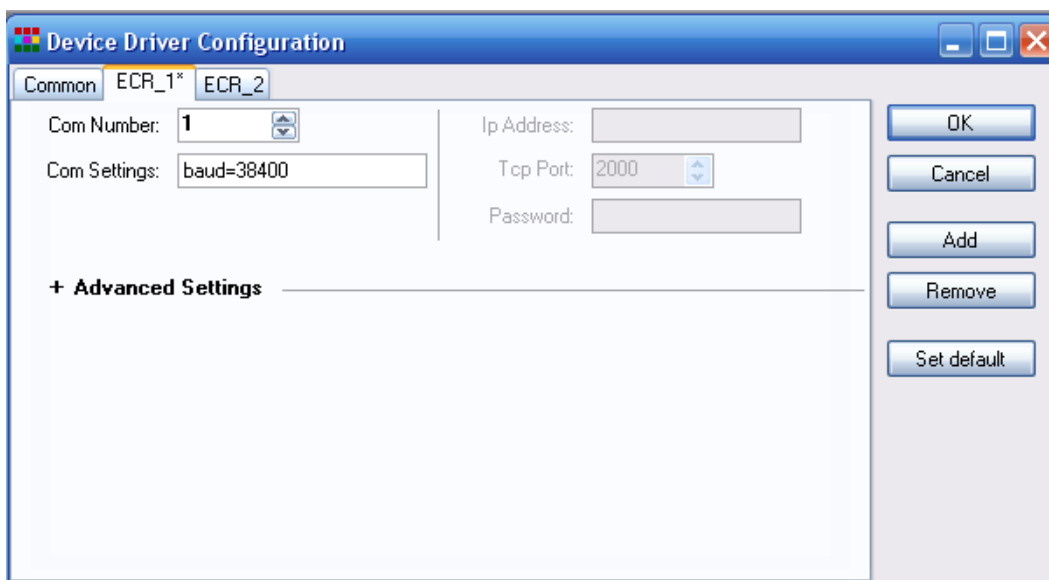 Device Driver Configuration
Common ECR_1* ECR_2
Com Number: 1
Com Settings: baud=38400
Ip Address:
Tcp Port: 2000
Password:
+ Advanced Settings
OK
Cancel
Add
Remove
Set default